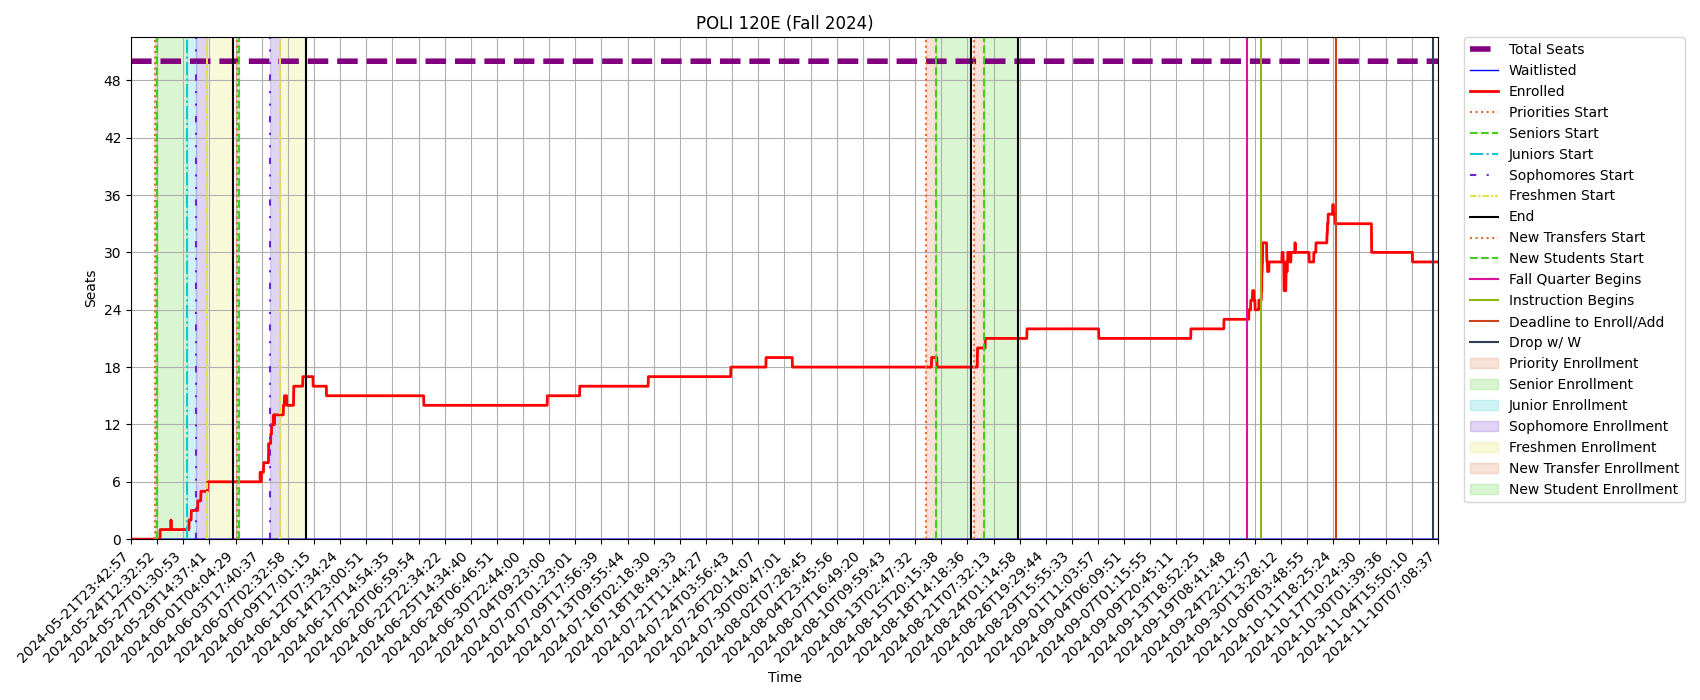 POLI 120E (Fall 2024)
Seats
48
42
36
30
24
18
12
6
0
2024-05-21T23:42:57
2024-05-24T12:32:52
2024-05-27T01:30:53
2024-05-29T14:37:41
2024-06-01T04:04:29
2024-06-03T17:40:37
2024-06-07T02:32:58
2024-06-09T17:01:15
2024-06-12T07:34:24
2024-06-14T23:00:51
2024-06-17T14:54:35
2024-06-20T06:59:54
2024-06-22T22:34:22
2024-06-25T14:34:40
2024-06-28T06:46:51
2024-06-30T22:44:00
2024-07-04T09:23:00
2024-07-07T01:23:01
2024-07-09T17:56:39
2024-07-13T09:55:44
2024-07-16T02:18:30
2024-07-18T18:49:33
2024-07-21T11:44:27
2024-07-24T03:56:43
2024-07-26T20:14:07
2024-07-30T00:47:01
2024-08-02T07:28:45
2024-08-04T23:45:56
2024-08-07T16:49:20
2024-08-10T09:59:43
2024-08-13T02:47:32
2024-08-15T20:15:38
2024-08-18T14:18:36
2024-08-21T07:32:13
2024-08-24T01:14:58
2024-08-26T19:29:44
2024-08-29T15:55:33
2024-09-01T11:03:57
2024-09-04T06:09:51
2024-09-07T01:15:55
2024-09-09T20:45:11
2024-09-13T18:52:25
2024-09-19T08:41:48
2024-09-24T22:12:57
2024-09-30T13:28:12
2024-10-06T03:48:55
2024-10-11T18:25:24
2024-10-17T10:24:30
2024-10-30T01:39:36
2024-11-04T15:50:10
2024-11-10T07:08:37
Time
Total Seats
Waitlisted
Enrolled
Priorities Start
Seniors Start
Juniors Start
Sophomores Start
Freshmen Start
End
New Transfers Start
New Students Start
Fall Quarter Begins
Instruction Begins
Deadline to Enroll/Add
Drop w/ W
Priority Enrollment
Senior Enrollment
Junior Enrollment
Sophomore Enrollment
Freshmen Enrollment
New Transfer Enrollment
New Student Enrollment